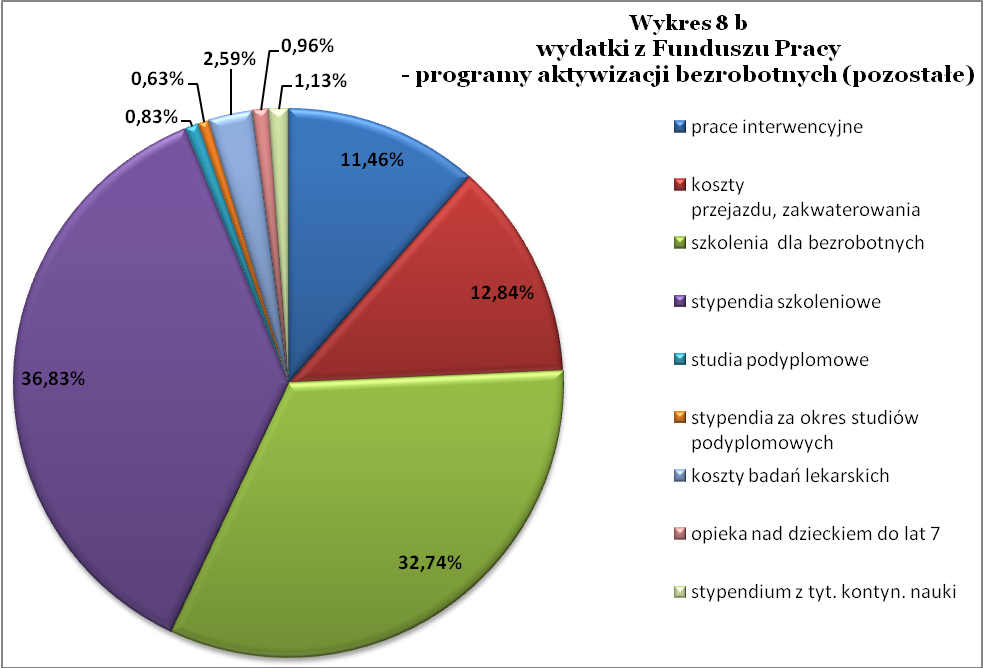 Wykres 8 b
wydatki z Funduszu Pracy
- programy aktywizacji bezrobotnych (pozostałe)
0,96%
2,59%
0,63%
1,13%
0,83%
11,46%
12,84%
36,83%
32,74%
prace interwencyjne
koszty
przejazdu, zakwaterowania
szkolenia dla bezrobotnych
stypendia szkoleniowe
studia podyplomowe
stypendia za okres studiów
podyplomowych
koszty badań lekarskich
opieka nad dzieckiem do lat 7
stypendium z tyt. kontyn. nauki